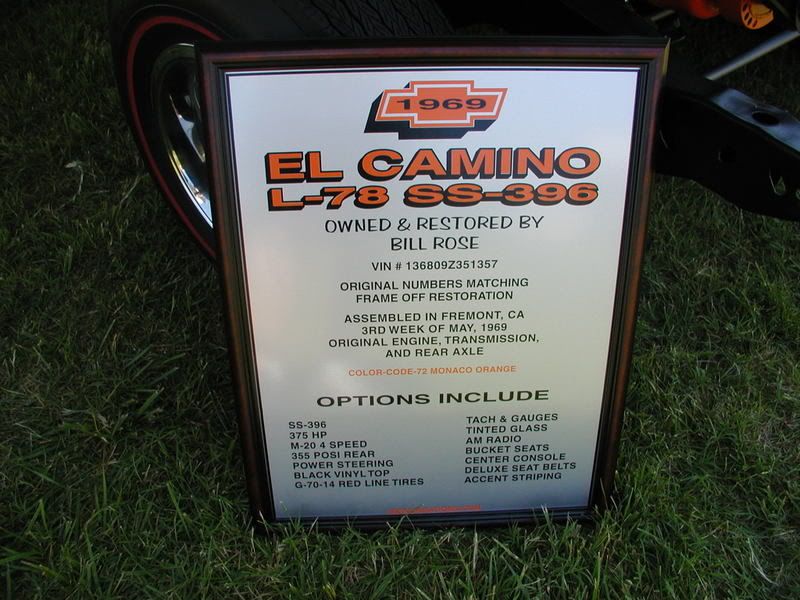 1969
EL CAMINO
L-78 SS-396
OWNED & RESTORED BY
BILL ROSE
VIN # 136809Z351357
ORIGINAL NUMBERS MATCHING
FRAME OFF RESTORATION
ASSEMBLED IN FREMONT, CA
3RD WEEK OF MAY, 1969
ORIGINAL ENGINE, TRANSMISSION,
AND REAR AXLE
COLOR-CODE-72 MONACO ORANGE
OPTIONS INCLUDE
SS-396
375 HP
M-20 4 SPEED
355 POSI REAR
POWER STEERING
BLACK VINYL TOP
G-70-14 RED LINE TIRES
TACH & GAUGES
TINTED GLASS
AM RADIO
BUCKET SEATS
CENTER CONSOLE
DELUXE SEAT BELTS
ACCENT STRIPING